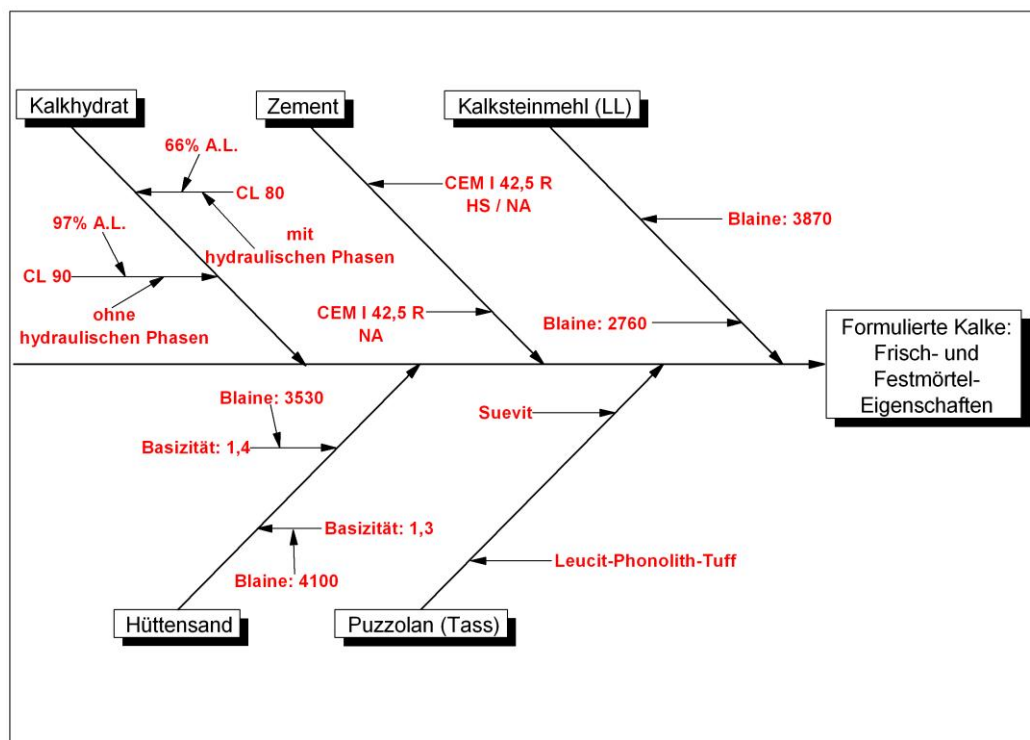 Kalkhydrat
Zement
Kalksteinmehl (LL)
66% A.L.
CL 80
mit
hydraulischen Phasen
97% A.L.
CL 90
ohne
hydraulischen Phasen
CEM I 42,5 R
HS / NA
CEM I 42,5 R
NA
Blaine: 3870
Blaine: 2760
Formulierte Kalke:
Frisch- und
Festmörtel-
Eigenschaften
Blaine: 3530
Basizität: 1,4
Basizität: 1,3
Blaine: 4100
Suevit
Leucit-Phonolith-Tuff
Hüttensand
Puzzolan (Tass)